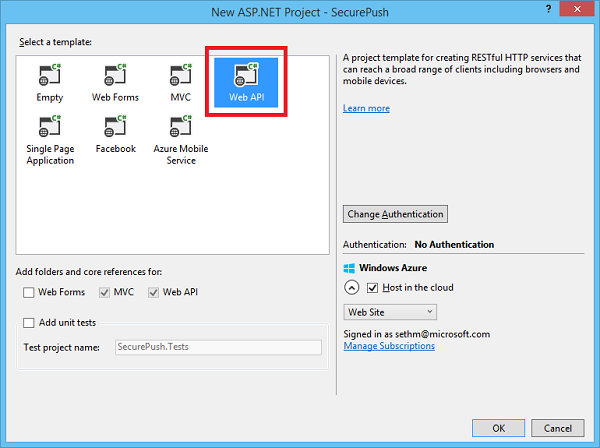 New ASP.NET Project - SecurePush
Select a template:
Empty
Web Forms
MVC
Web API
Single Page
Application
Facebook
Azure Mobile
Service
A project template for creating RESTful HTTP services that
can reach a broad range of clients including browsers and
mobile devices.
Learn more
Change Authentication
Authentication: No Authentication
Windows Azure
Host in the cloud
Web Site
Signed in as sethm@microsoft.com
Manage Subscriptions
Add folders and core references for:
Web Forms MVC Web API
Add unit tests
Test project name: SecurePush.Tests
OK Cancel